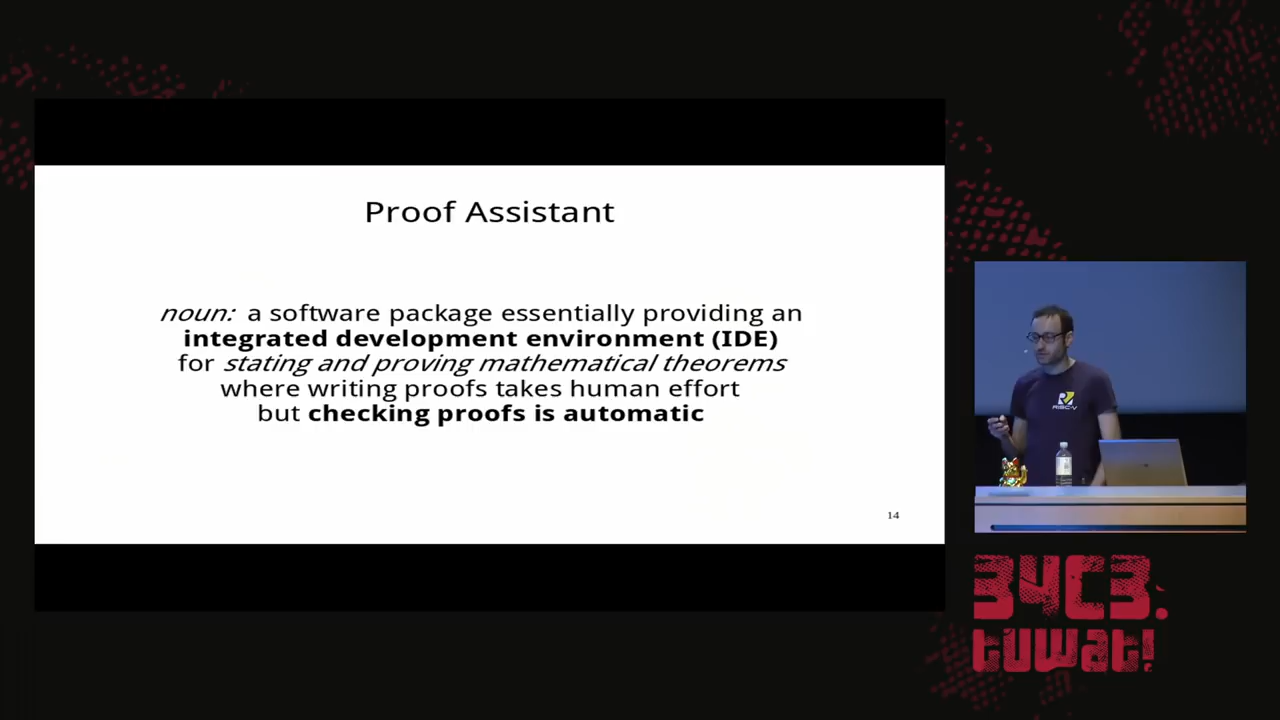 Proof Assistant
noun: a software package essentially providing an
integrated development environment (IDE)
for stating and proving mathematical theorems
where writing proofs takes human effort
but checking proofs is automatic
14
RISC-V
34C3.
tuwat!